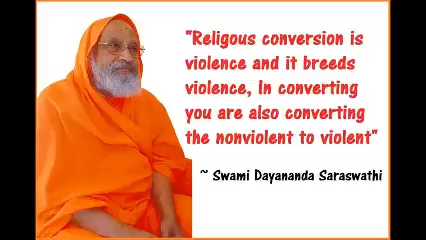 "Religous conversion is
violence and it breeds
violence, In converting
you are also converting
the nonviolent to violent"
~ Swami Dayananda Saraswathi